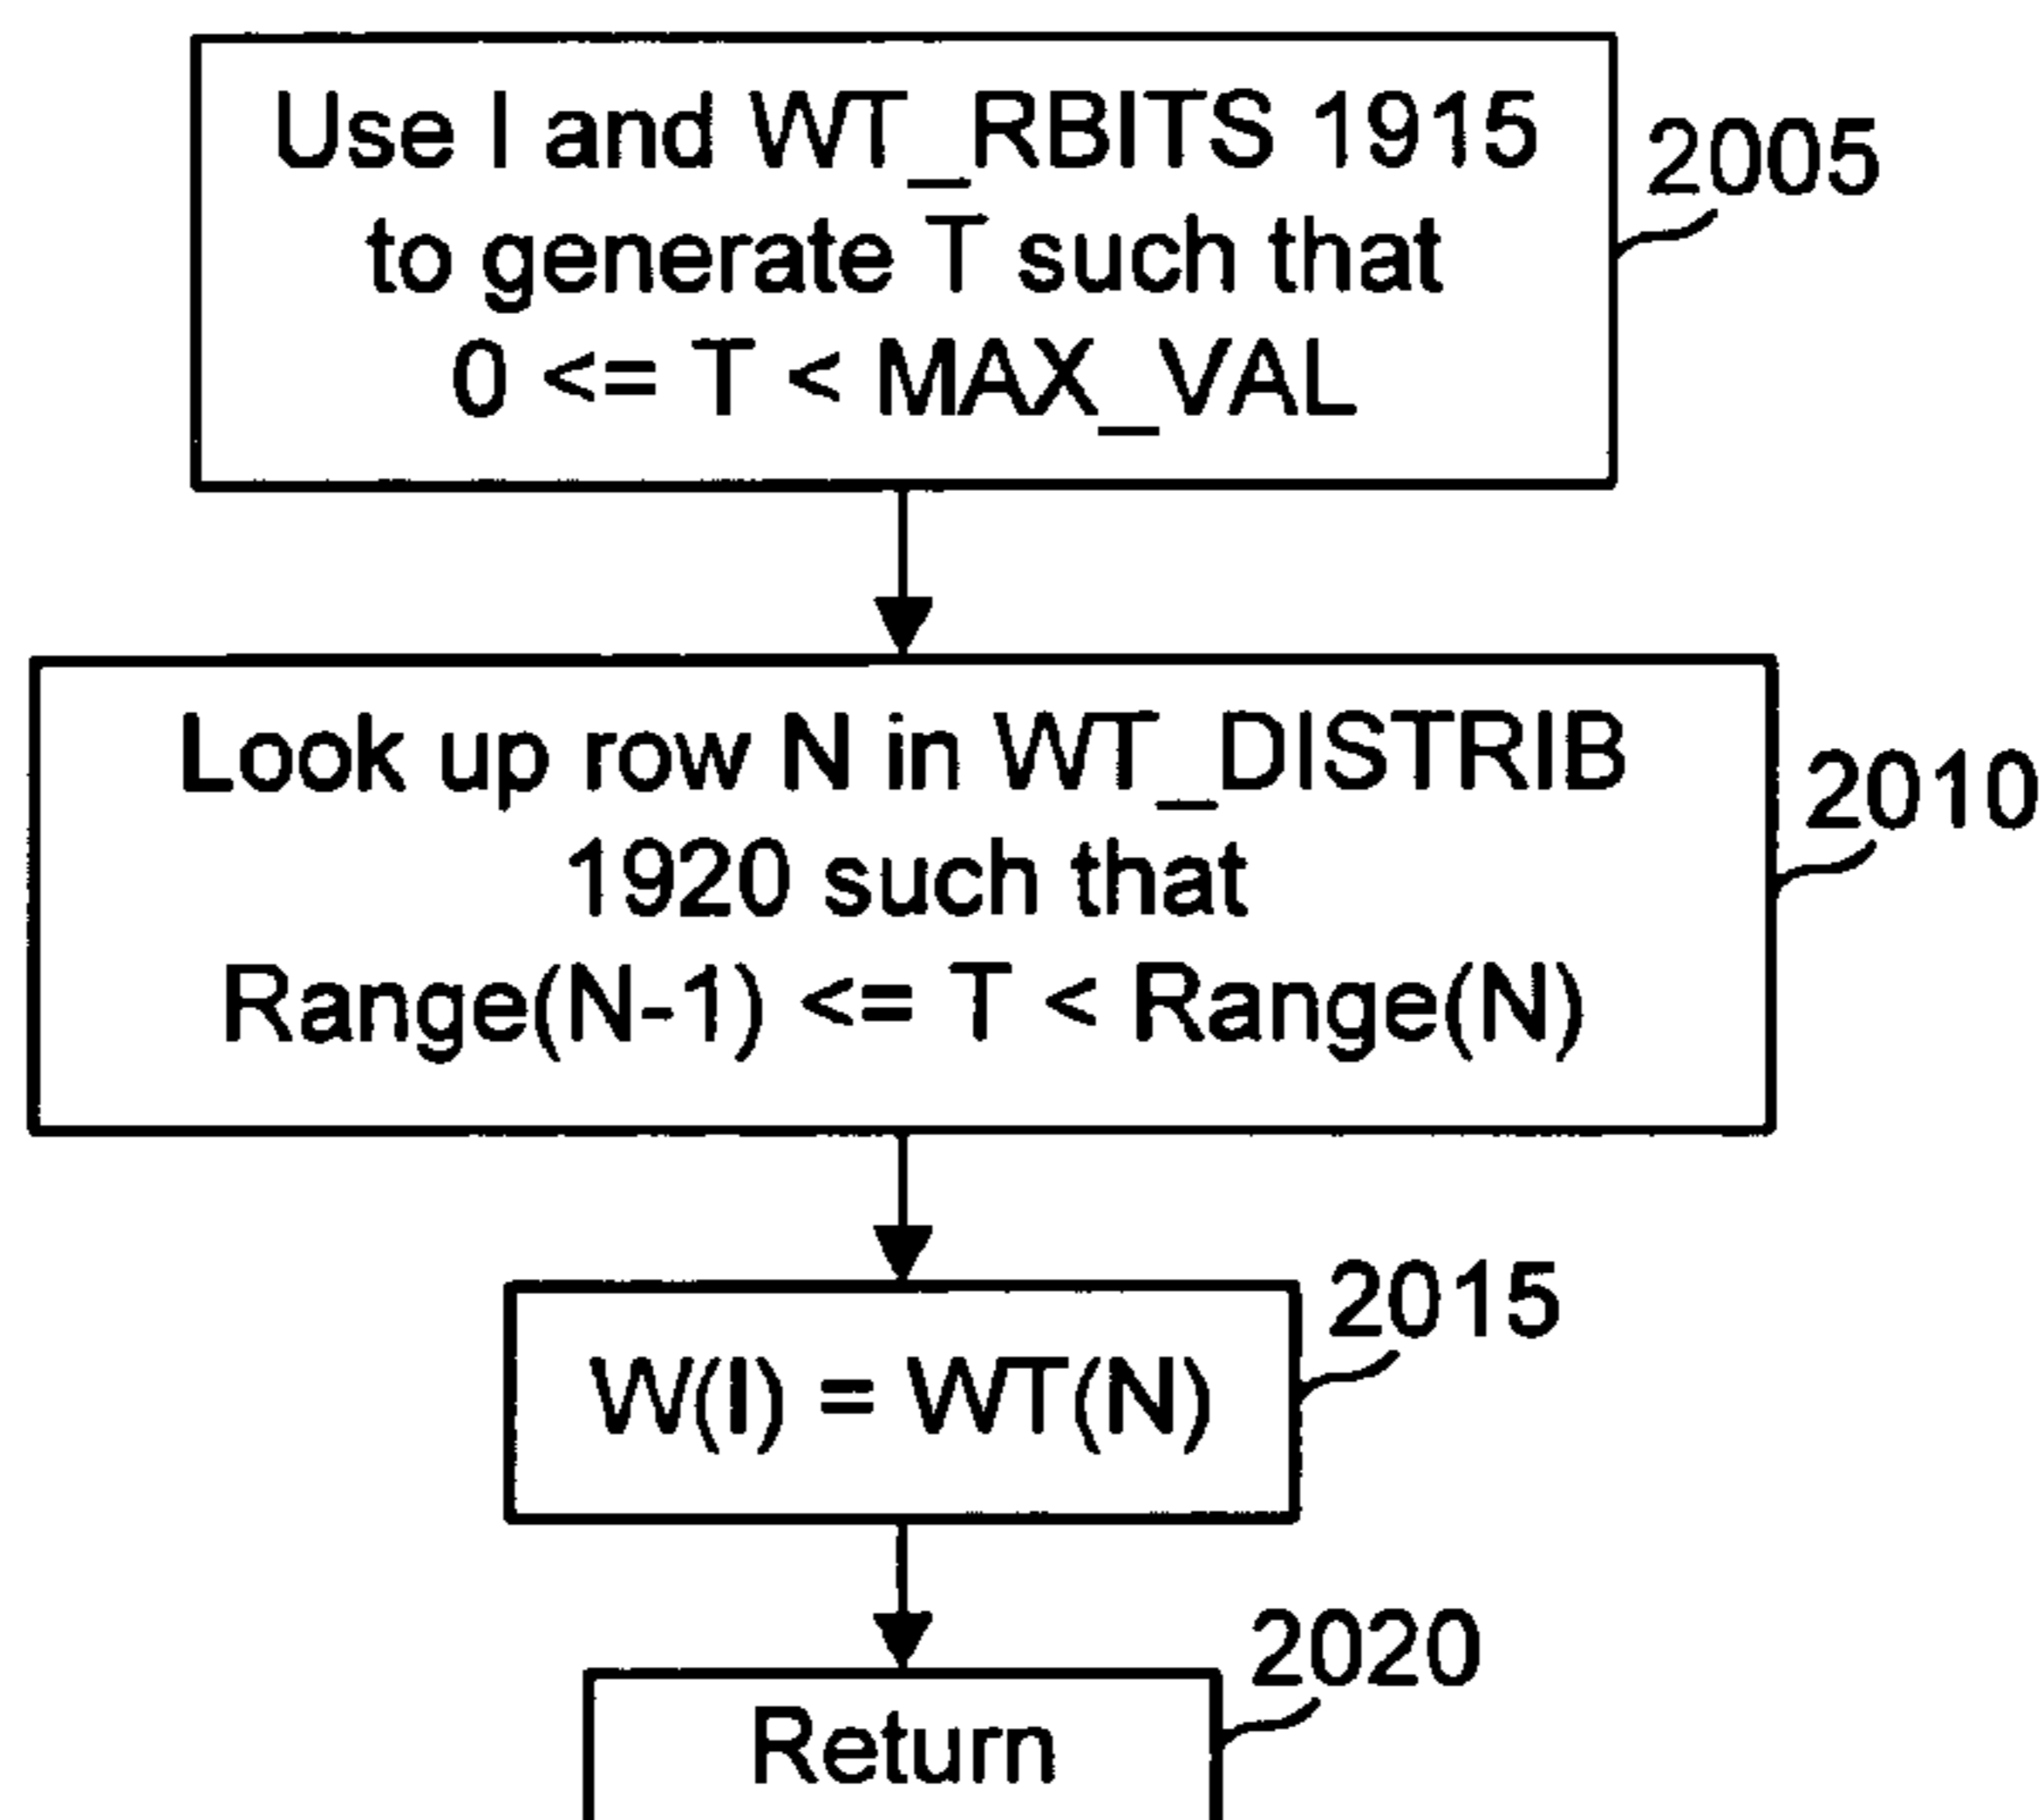 Use I and WT_RBITS 1915
to generate T such that
0 <= T < MAX_VAL
2005
Look up row N in WT_DISTRIB
1920 such that
Range(N-1) <= T < Range(N)
2010
W(I) = WT(N)
2015
Return
2020